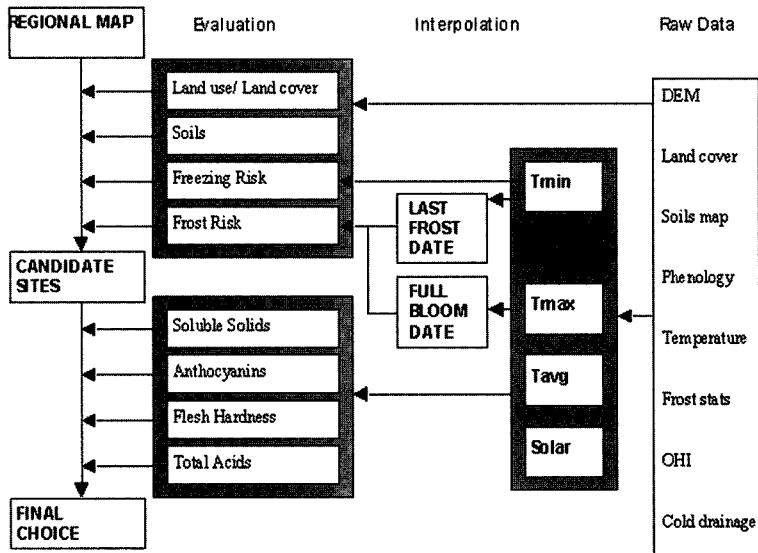 REGIONAL MAP
Evaluation
Interpolation
Raw Data
Land use/ Land cover
Soils
Freezing Risk
Frost Risk
CANDIDATE
SITES
Soluble Solids
Anthocyanins
Flesh Hardness
Total Acids
FINAL
CHOICE
LAST
FROST
DATE
FULL
BLOOM
DATE
Tmin
Tmax
Tavg
Solar
DEM
Land cover
Soils map
Phenology
Temperature
Frost stats
OHI
Cold drainage